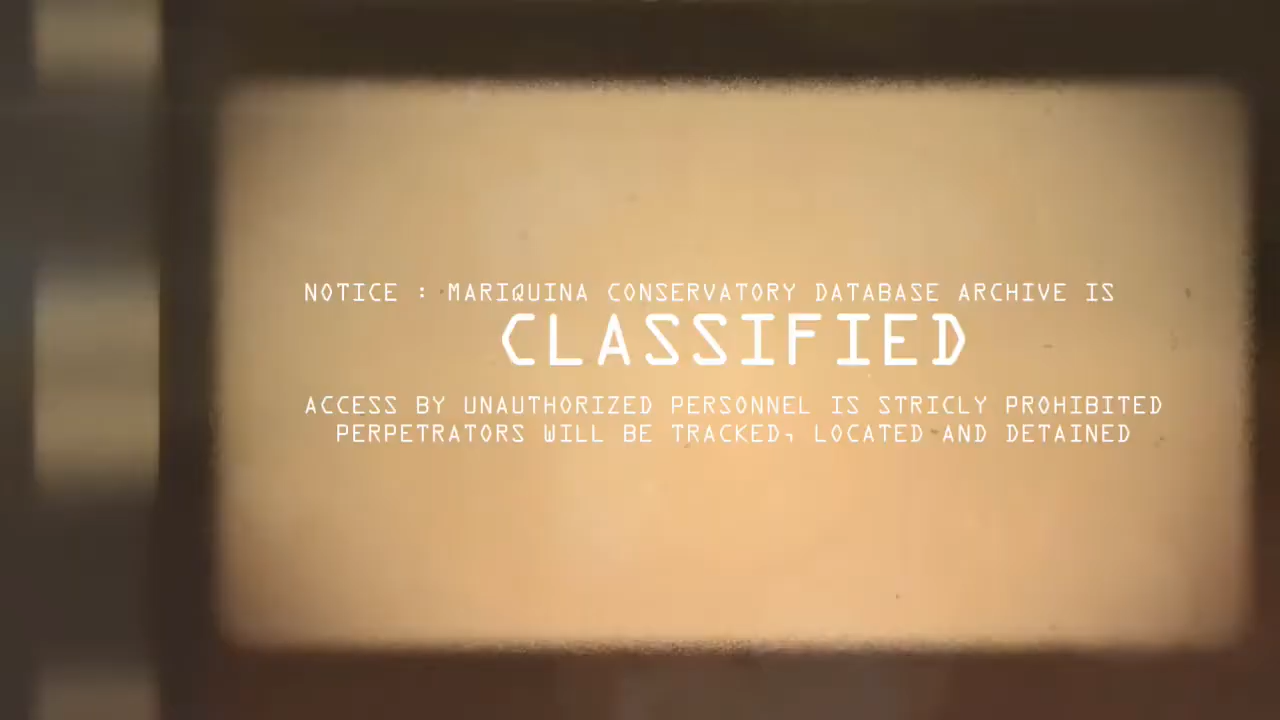 NOTICE : MARIQUINA CONSERVATORY DATABASE ARCHIVE IS
CLASSIFIED
ACCESS BY UNAUTHORIZED PERSONNEL IS STRICLY PROHIBITED
PERPETRATORS WILL BE TRACKED, LOCATED AND DETAINED